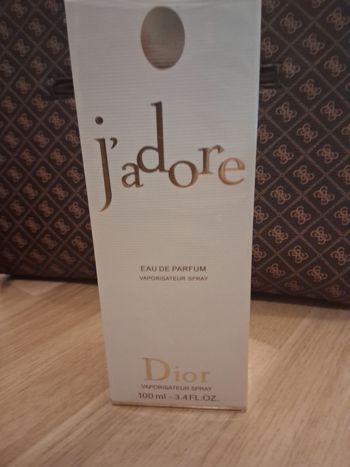 j'adore
EAU DE PARFUM
VAPORISATEUR SPRAY
Dior
VAPORISATEUR SPRAY
100 ml - 3.4 FL.OZ.